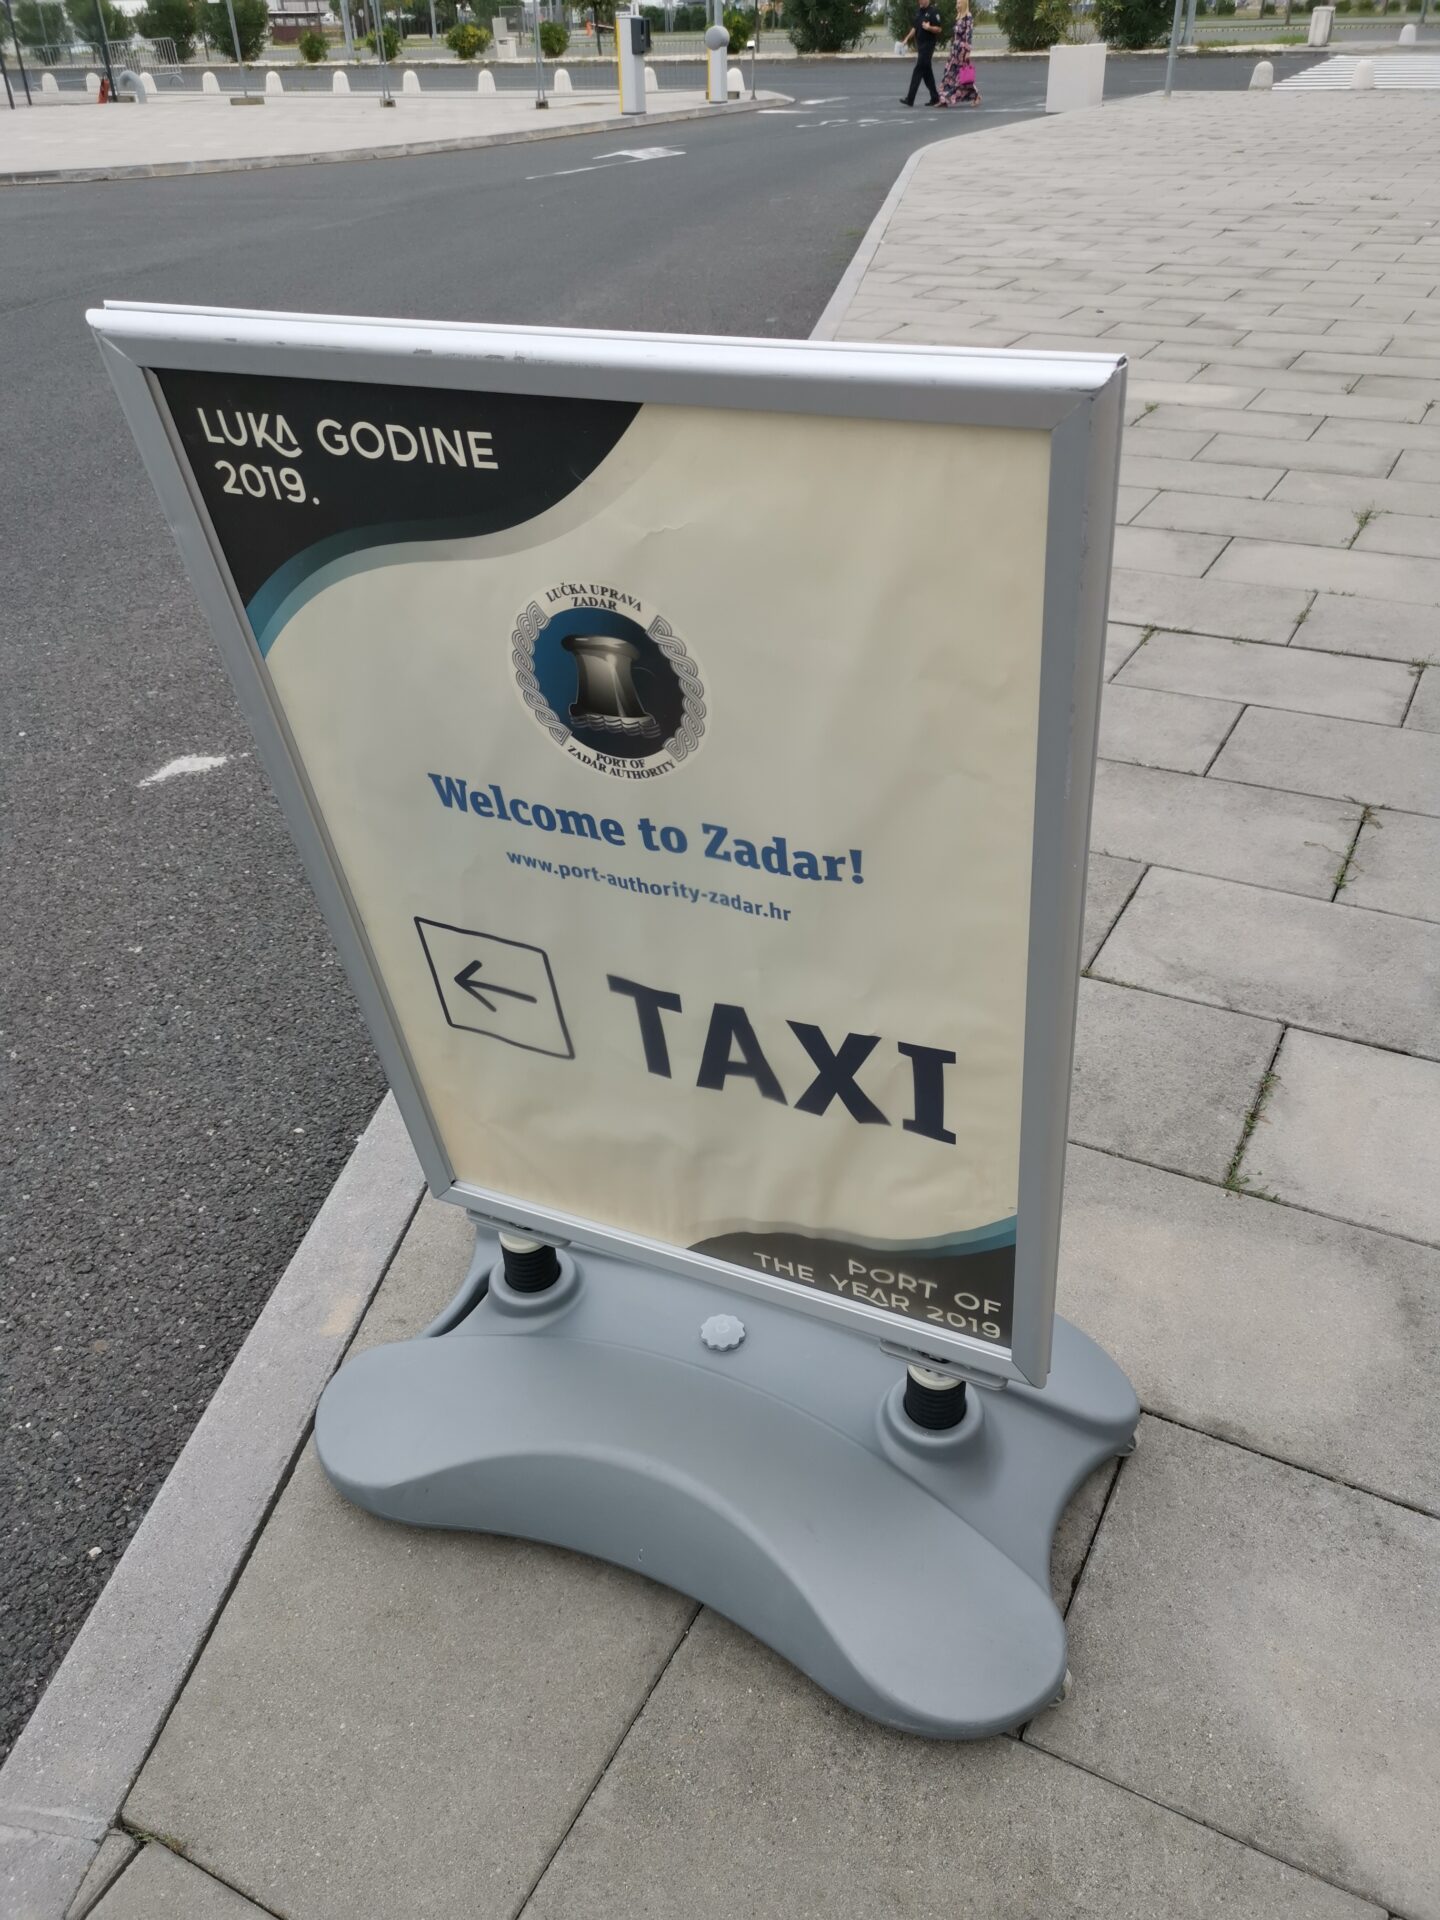 LUKA GODINE
2019.
LUČKA UPRAVA
ZADAR
PORT OF
ZADAR AUTHORITY
Welcome to Zadar!
www.port-authority-zadar.hr
← TAXI
PORT OF
THE YEAR 2019